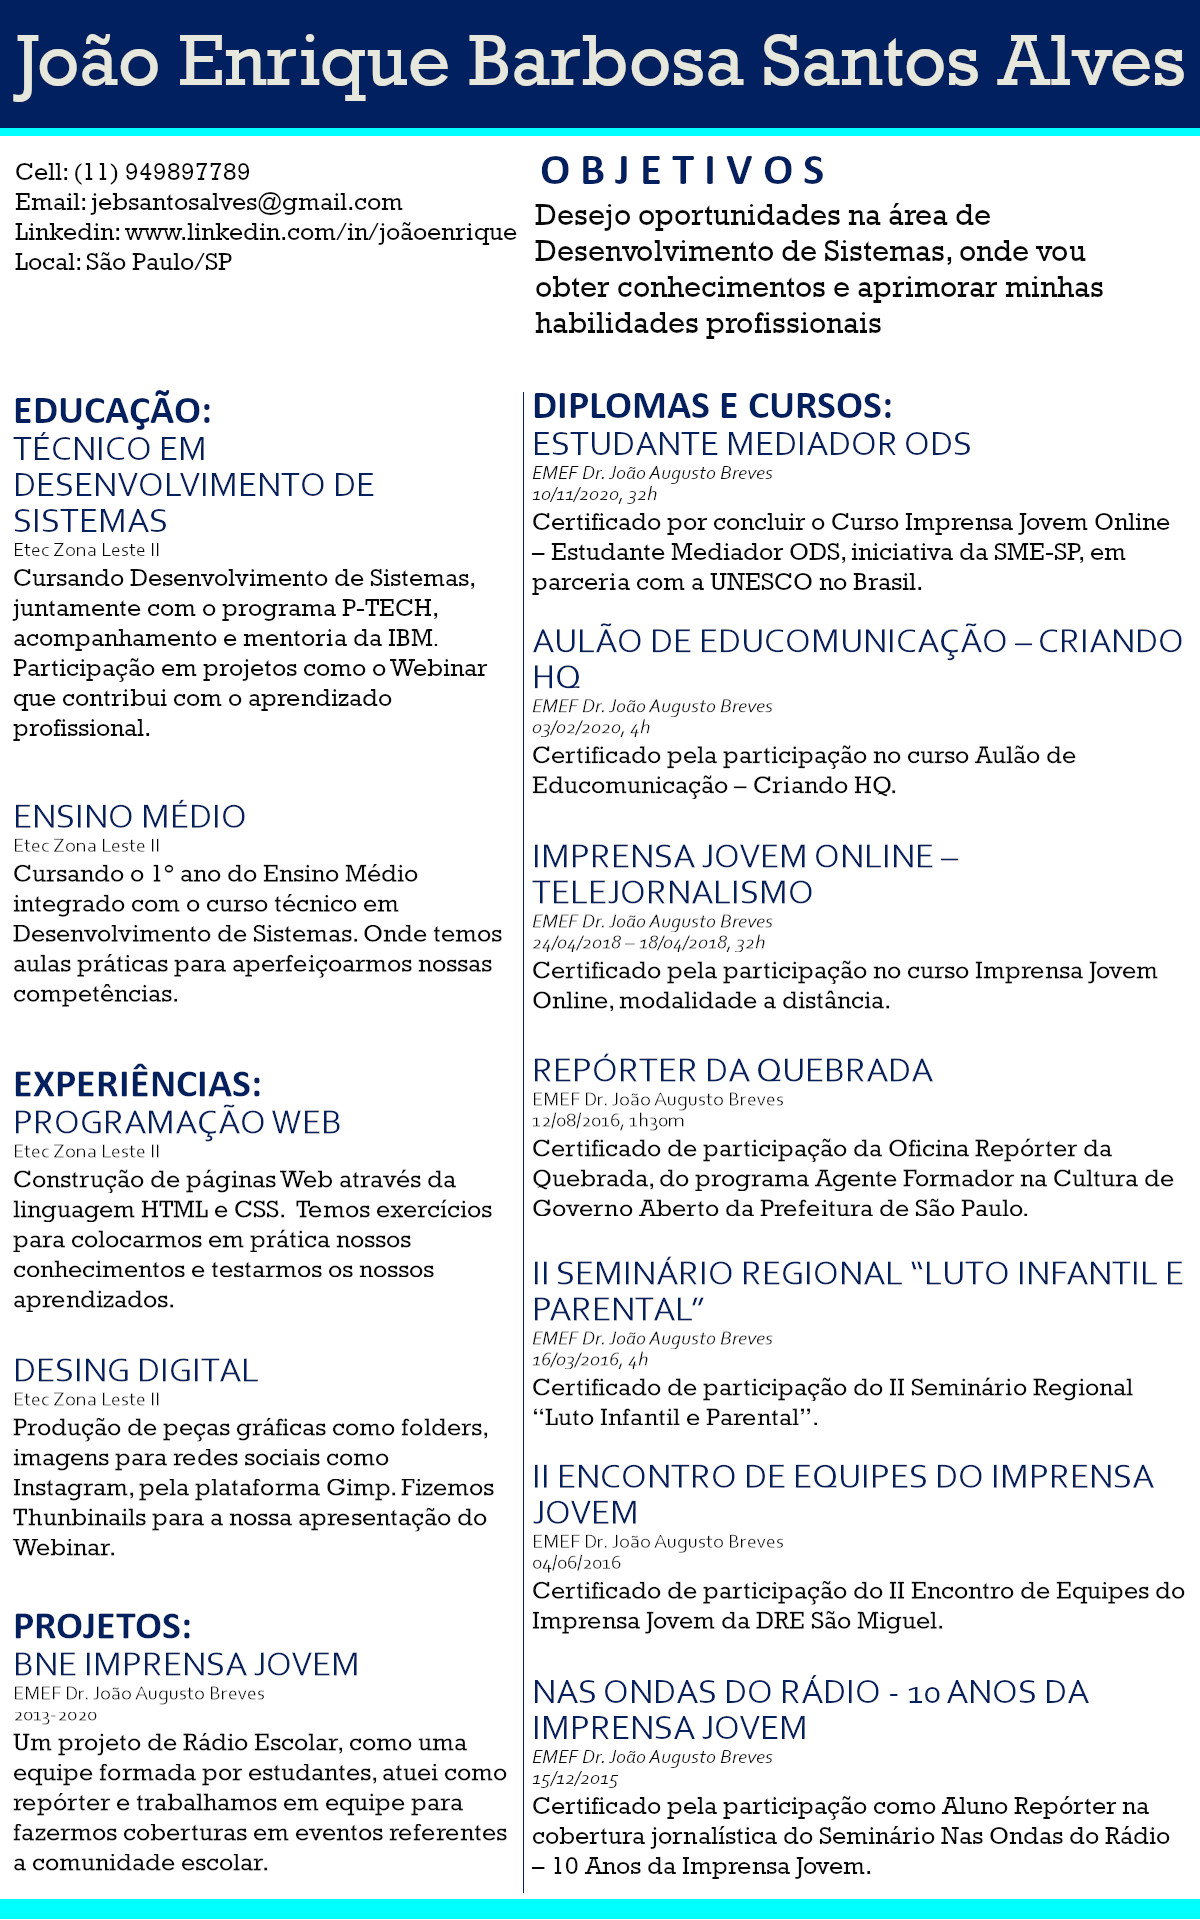 João Enrique Barbosa Santos Alves
Cell: (11) 949897789
Email: jebsantosalves@gmail.com
Linkedin: www.linkedin.com/in/joãoenrique
Local: São Paulo/SP
OBJETIVOS
Desejo oportunidades na área de
Desenvolvimento de Sistemas, onde vou
obter conhecimentos e aprimorar minhas
habilidades profissionais
EDUCAÇÃO:
TÉCNICO EM
DESENVOLVIMENTO DE
SISTEMAS
Etec Zona Leste II
Cursando Desenvolvimento de Sistemas,
juntamente com o programa P-TECH,
acompanhamento e mentoria da IBM.
Participação em projetos como o Webinar
que contribui com o aprendizado
profissional.
ENSINO MÉDIO
Etec Zona Leste II
Cursando o 1° ano do Ensino Médio
integrado com o curso técnico em
Desenvolvimento de Sistemas. Onde temos
aulas práticas para aperfeiçoarmos nossas
competências.
EXPERIÊNCIAS:
PROGRAMAÇÃO WEB
Etec Zona Leste II
Construção de páginas Web através da
linguagem HTML e CSS.  Temos exercícios
para colocarmos em prática nossos
conhecimentos e testarmos os nossos
aprendizados.
DESING DIGITAL
Etec Zona Leste II
Produção de peças gráficas como folders,
imagens para redes sociais como
Instagram, pela plataforma Gimp. Fizemos
Thunbinails para a nossa apresentação do
Webinar.
PROJETOS:
BNE IMPRENSA JOVEM
EMEF Dr. João Augusto Breves
2013-2020
Um projeto de Rádio Escolar, como uma
equipe formada por estudantes, atuei como
repórter e trabalhamos em equipe para
fazermos coberturas em eventos referentes
a comunidade escolar.
DIPLOMAS E CURSOS:
ESTUDANTE MEDIADOR ODS
EMEF Dr. João Augusto Breves
10/11/2020, 32h
Certificado por concluir o Curso Imprensa Jovem Online
– Estudante Mediador ODS, iniciativa da SME-SP, em
parceria com a UNESCO no Brasil.
AULÃO DE EDUCOMUNICAÇÃO – CRIANDO
HQ
EMEF Dr. João Augusto Breves
03/02/2020, 4h
Certificado pela participação no curso Aulão de
Educomunicação – Criando HQ.
IMPRENSA JOVEM ONLINE –
TELEJORNALISMO
EMEF Dr. João Augusto Breves
24/04/2018 – 18/04/2018, 32h
Certificado pela participação no curso Imprensa Jovem
Online, modalidade a distância.
REPÓRTER DA QUEBRADA
EMEF Dr. João Augusto Breves
12/08/2016, 1h30m
Certificado de participação da Oficina Repórter da
Quebrada, do programa Agente Formador na Cultura de
Governo Aberto da Prefeitura de São Paulo.
II SEMINÁRIO REGIONAL “LUTO INFANTIL E
PARENTAL”
EMEF Dr. João Augusto Breves
16/03/2016, 4h
Certificado de participação do II Seminário Regional
“Luto Infantil e Parental”.
II ENCONTRO DE EQUIPES DO IMPRENSA
JOVEM
EMEF Dr. João Augusto Breves
04/06/2016
Certificado de participação do II Encontro de Equipes do
Imprensa Jovem da DRE São Miguel.
NAS ONDAS DO RÁDIO - 10 ANOS DA
IMPRENSA JOVEM
EMEF Dr. João Augusto Breves
15/12/2015
Certificado pela participação como Aluno Repórter na
cobertura jornalística do Seminário Nas Ondas do Rádio
– 10 Anos da Imprensa Jovem.